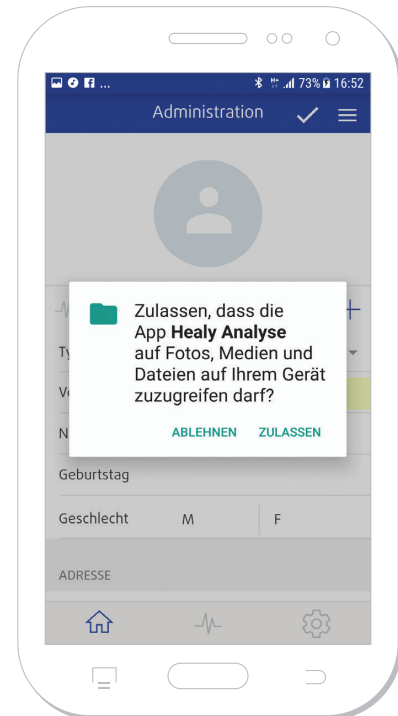 ... 73% 16:52
Administration
Zulassen, dass die
App Healy Analyse
auf Fotos, Medien und
Dateien auf Ihrem Gerät
zuzugreifen darf?
ABLEHNEN ZULASSEN
Geburtstag
Geschlecht M F
ADRESSE